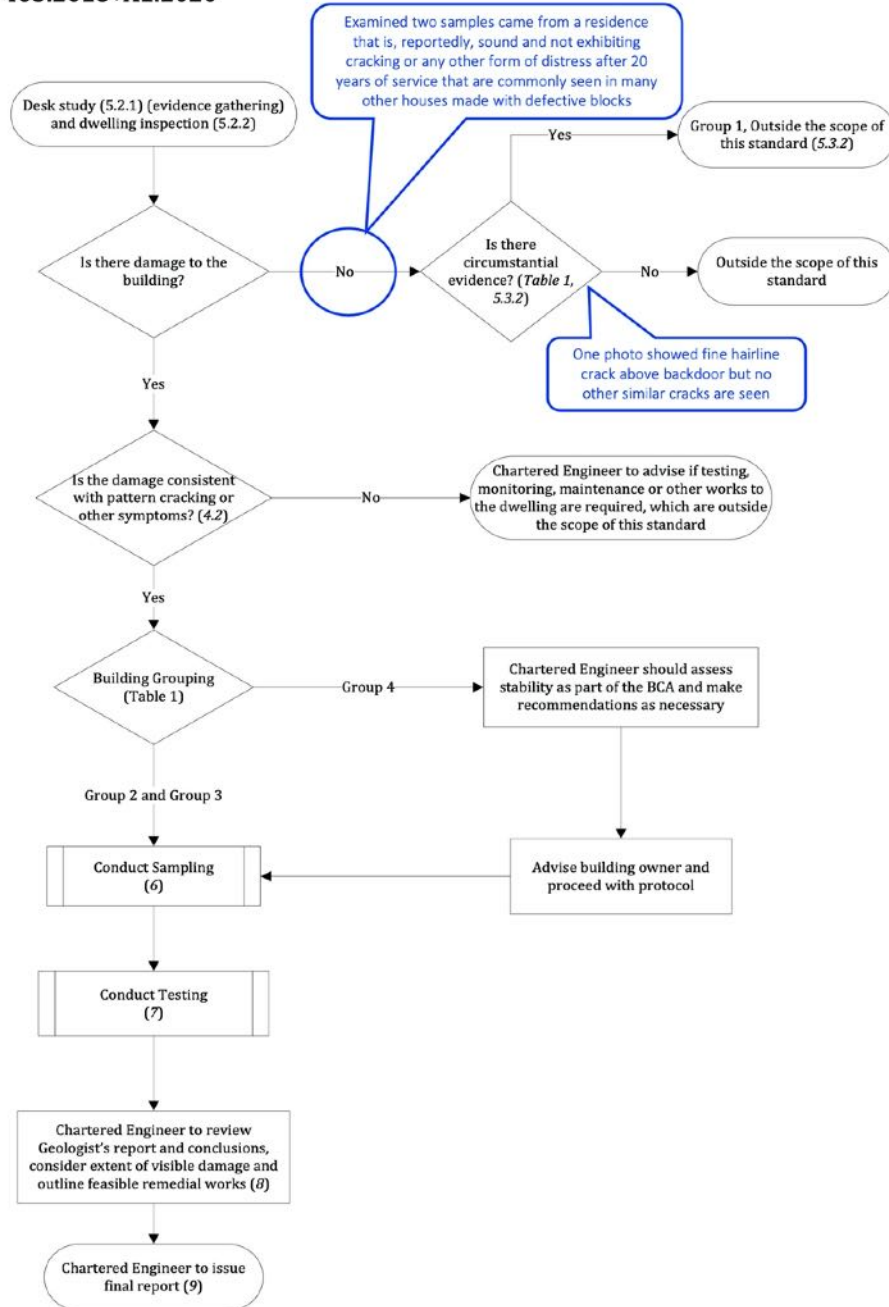 Examined two samples came from a residence
that is, reportedly, sound and not exhibiting
cracking or any other form of distress after 20
years of service that are commonly seen in many
other houses made with defective blocks
Desk study (5.2.1) (evidence gathering)
and dwelling inspection (5.2.2)
Yes
Group 1, Outside the scope of
this standard (5.3.2)
Is there damage to the
building?
No
Is there
circumstantial
evidence? (Table 1,
5.3.2)
No
Outside the scope of this
standard
One photo showed fine hairline
crack above backdoor but no
other similar cracks are seen
Yes
Is the damage consistent
with pattern cracking or
other symptoms? (4.2)
No
Chartered Engineer to advise if testing,
monitoring, maintenance or other works to
the dwelling are required, which are outside
the scope of this standard
Yes
Building Grouping
(Table 1)
Group 4
Chartered Engineer should assess
stability as part of the BCA and make
recommendations as necessary
Group 2 and Group 3
Conduct Sampling
(6)
Advise building owner and
proceed with protocol
Conduct Testing
(7)
Chartered Engineer to review
Geologist's report and conclusions,
consider extent of visible damage and
outline feasible remedial works (8)
Chartered Engineer to issue
final report (9)